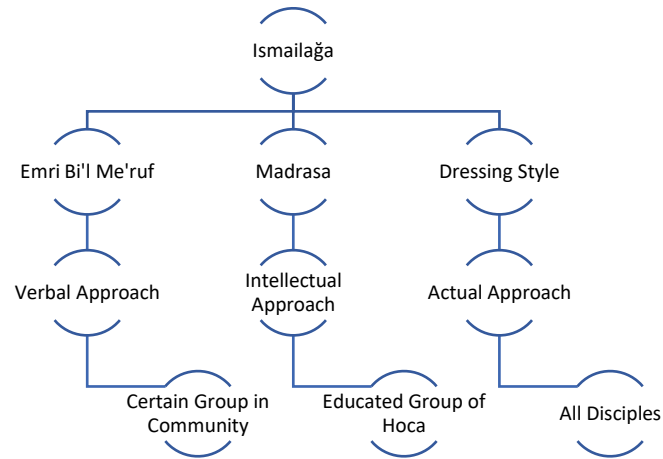 Ismailağa
Emri Bi'l Me'ruf
Madrasa
Dressing Style
Verbal Approach
Intellectual
Approach
Actual Approach
Certain Group in
Community
Educated Group of
Hoca
All Disciples